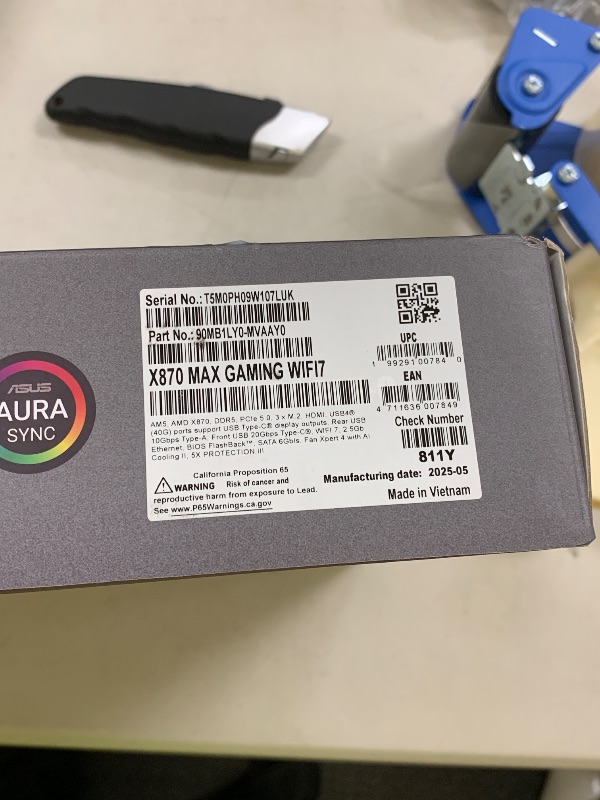 Serial No.: T5M0PH09W107LUK
Part No.: 90MB1LY0-MVAAY0
X870 MAX GAMING WIFI7
AM5, AMD X870, DDR5, PCIe 5.0, 3 x M.2, HDMI, USB4®
(40G) ports support USB Type-C® display outputs, Rear USB
10Gbps Type-A, Front USB 20Gbps Type-C®, WIFI 7, 2.5Gb
Ethernet, BIOS FlashBack™, SATA 6Gbls, Fan Xpert 4 with AI
Cooling II, 5X PROTECTION III
UPC
1 99291 00784 0
EAN
4 711636 007849
Check Number
811Y
California Proposition 65
WARNING Risk of cancer and
reproductive harm from exposure to Lead.
See www.P65Warnings.ca.gov
Manufacturing date: 2025-05
Made in Vietnam
ASUS
AURA
SYNC